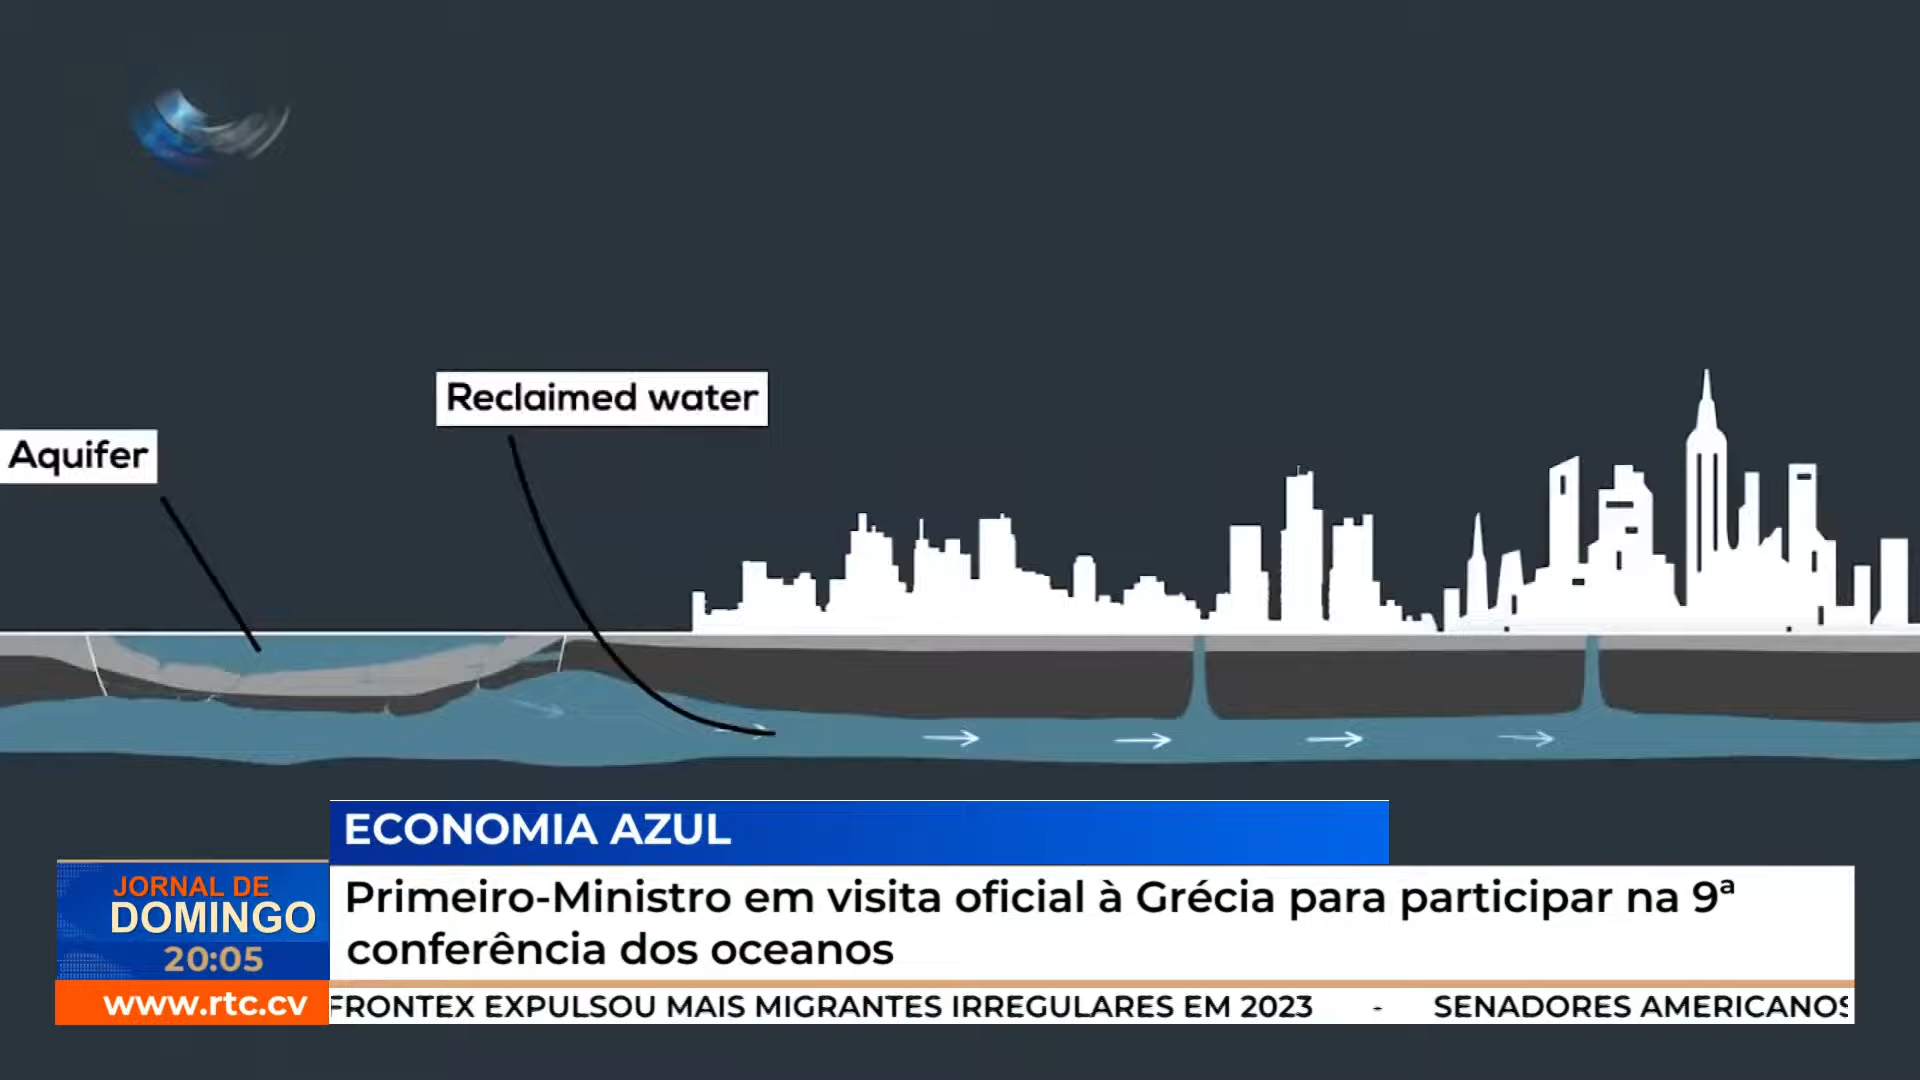 Reclaimed water
Aquifer
ECONOMIA AZUL
JORNAL DE
DOMINGO
20:05
Primeiro-Ministro em visita oficial à Grécia para participar na 9ª
conferência dos oceanos
www.rtc.cv
FRONTEX EXPULSOU MAIS MIGRANTES IRREGULARES EM 2023 - SENADORES AMERICANOS